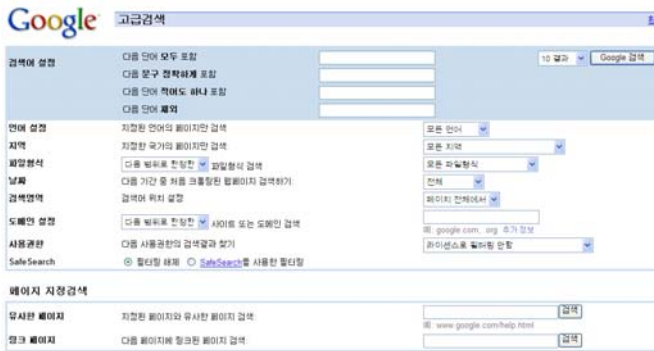 Google 고급검색
검색어 설정 다음 단어 모두 포함 10 결과 Google 검색
다음 문구 정확하게 포함
다음 단어 적어도 하나 포함
다음 단어 제외
언어 설정 지정된 언어의 페이지만 검색 모든 언어
지역 지정한 국가의 페이지만 검색 모든 지역
파일형식 다음 범위로 한정한 파일형식 검색 모든 파일형식
날짜 다음 기간 중 처음 크롤링된 웹페이지 검색하기: 전체
검색영역 검색어 위치 설정 페이지 전체에서
도메인 설정 다음 범위로 한정한 사이트 또는 도메인 검색
예: google.com, .org 추가 정보
사용권한 다음 사용권한의 검색결과 찾기 라이센스로 필터링 안함
SafeSearch 필터링 해제 SafeSearch를 사용한 필터링
페이지 지정검색
유사한 페이지 지정된 페이지와 유사한 페이지 검색 검색
예: www.google.com/help.html
링크 페이지 다음 페이지에 링크된 페이지 검색 검색